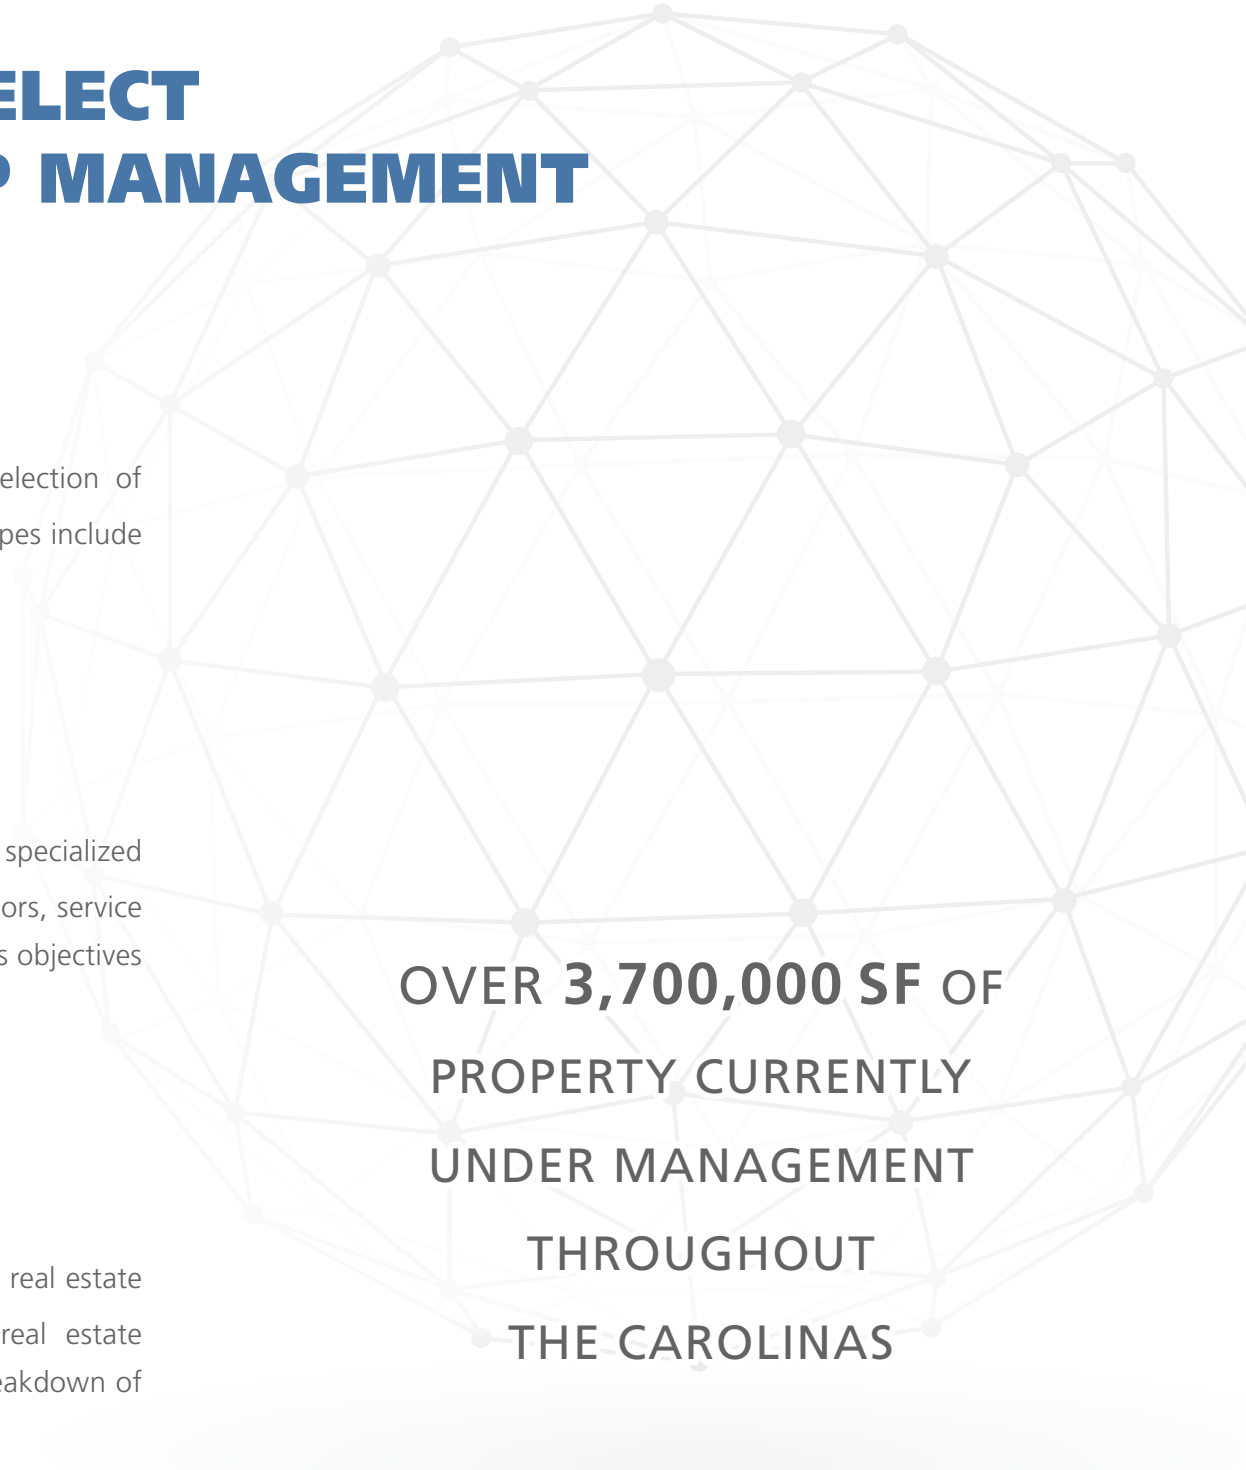 ELECT
P MANAGEMENT
election of
pes include
specialized
ors, service
s objectives
real estate
real estate
eakdown of
OVER 3,700,000 SF OF
PROPERTY CURRENTLY
UNDER MANAGEMENT
THROUGHOUT
THE CAROLINAS